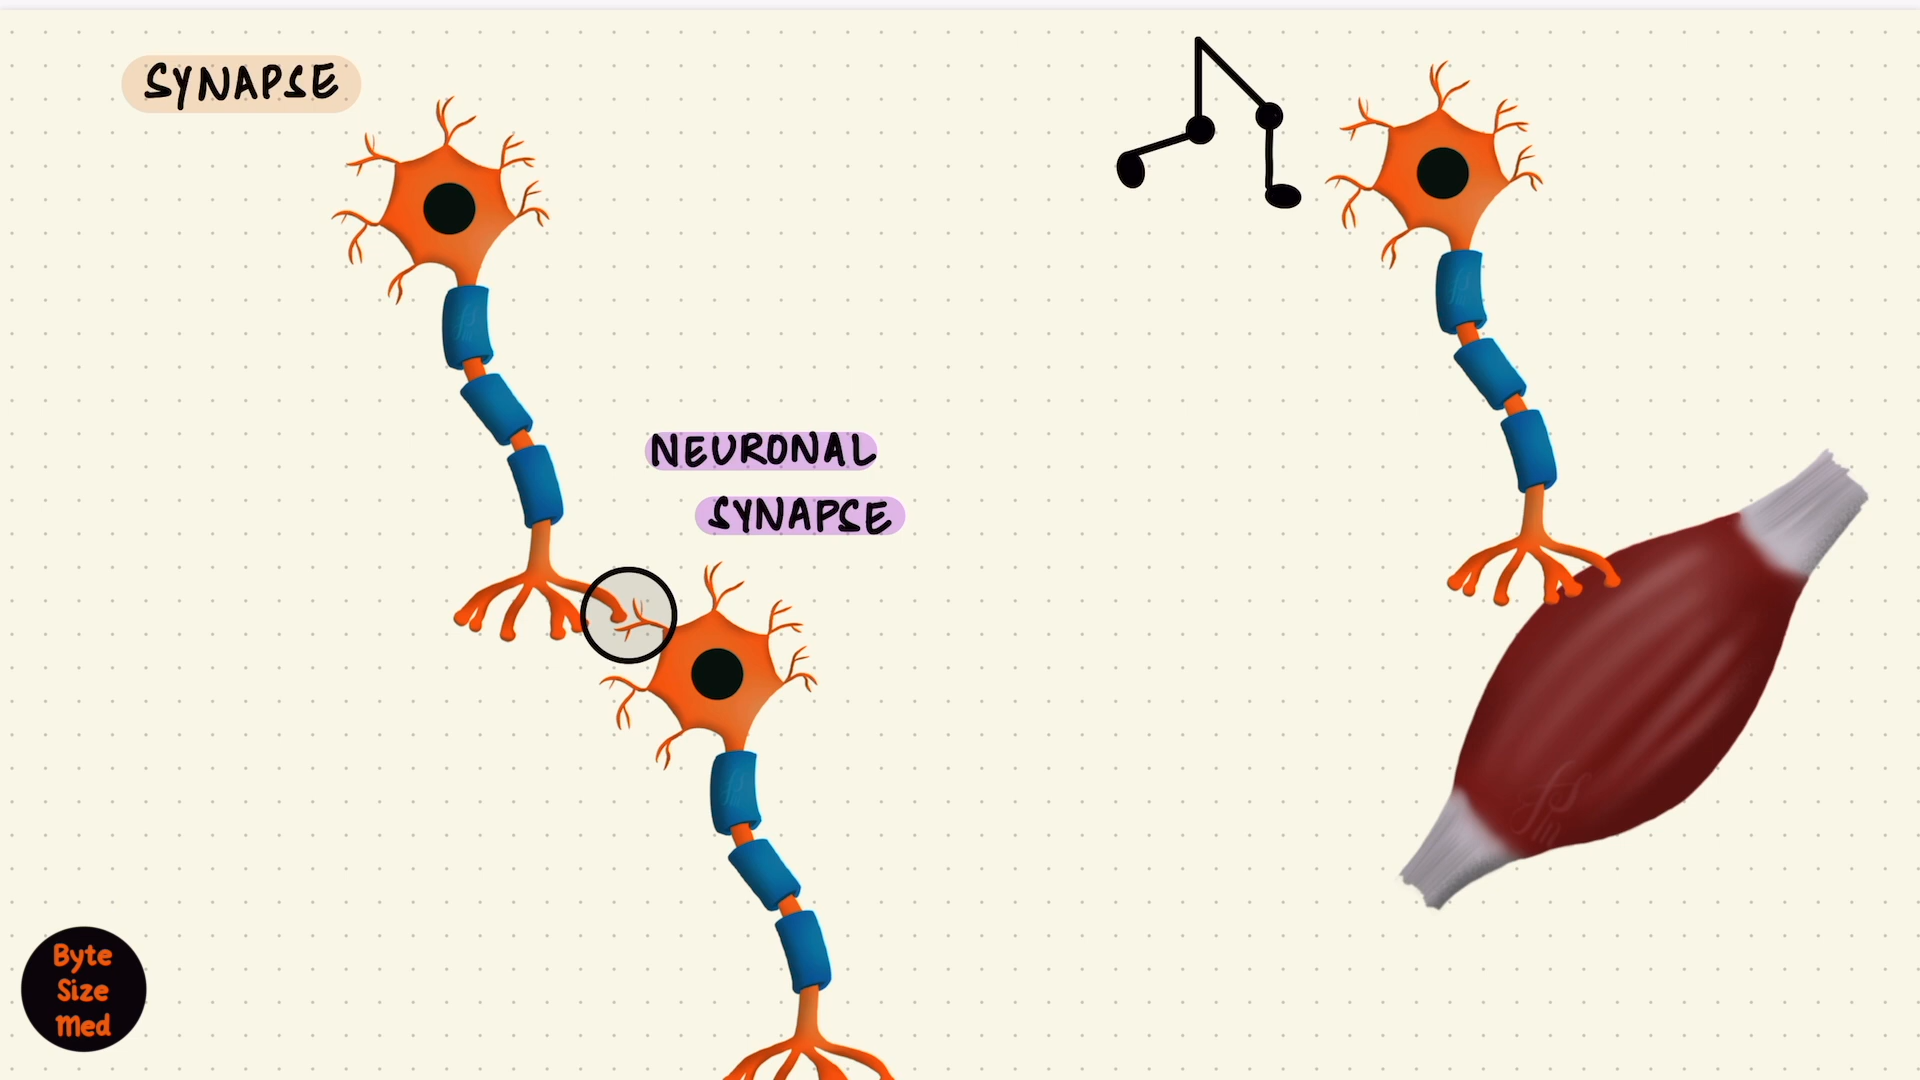 SYNAPSE
NEURONAL
SYNAPSE
Byte
Size
Med